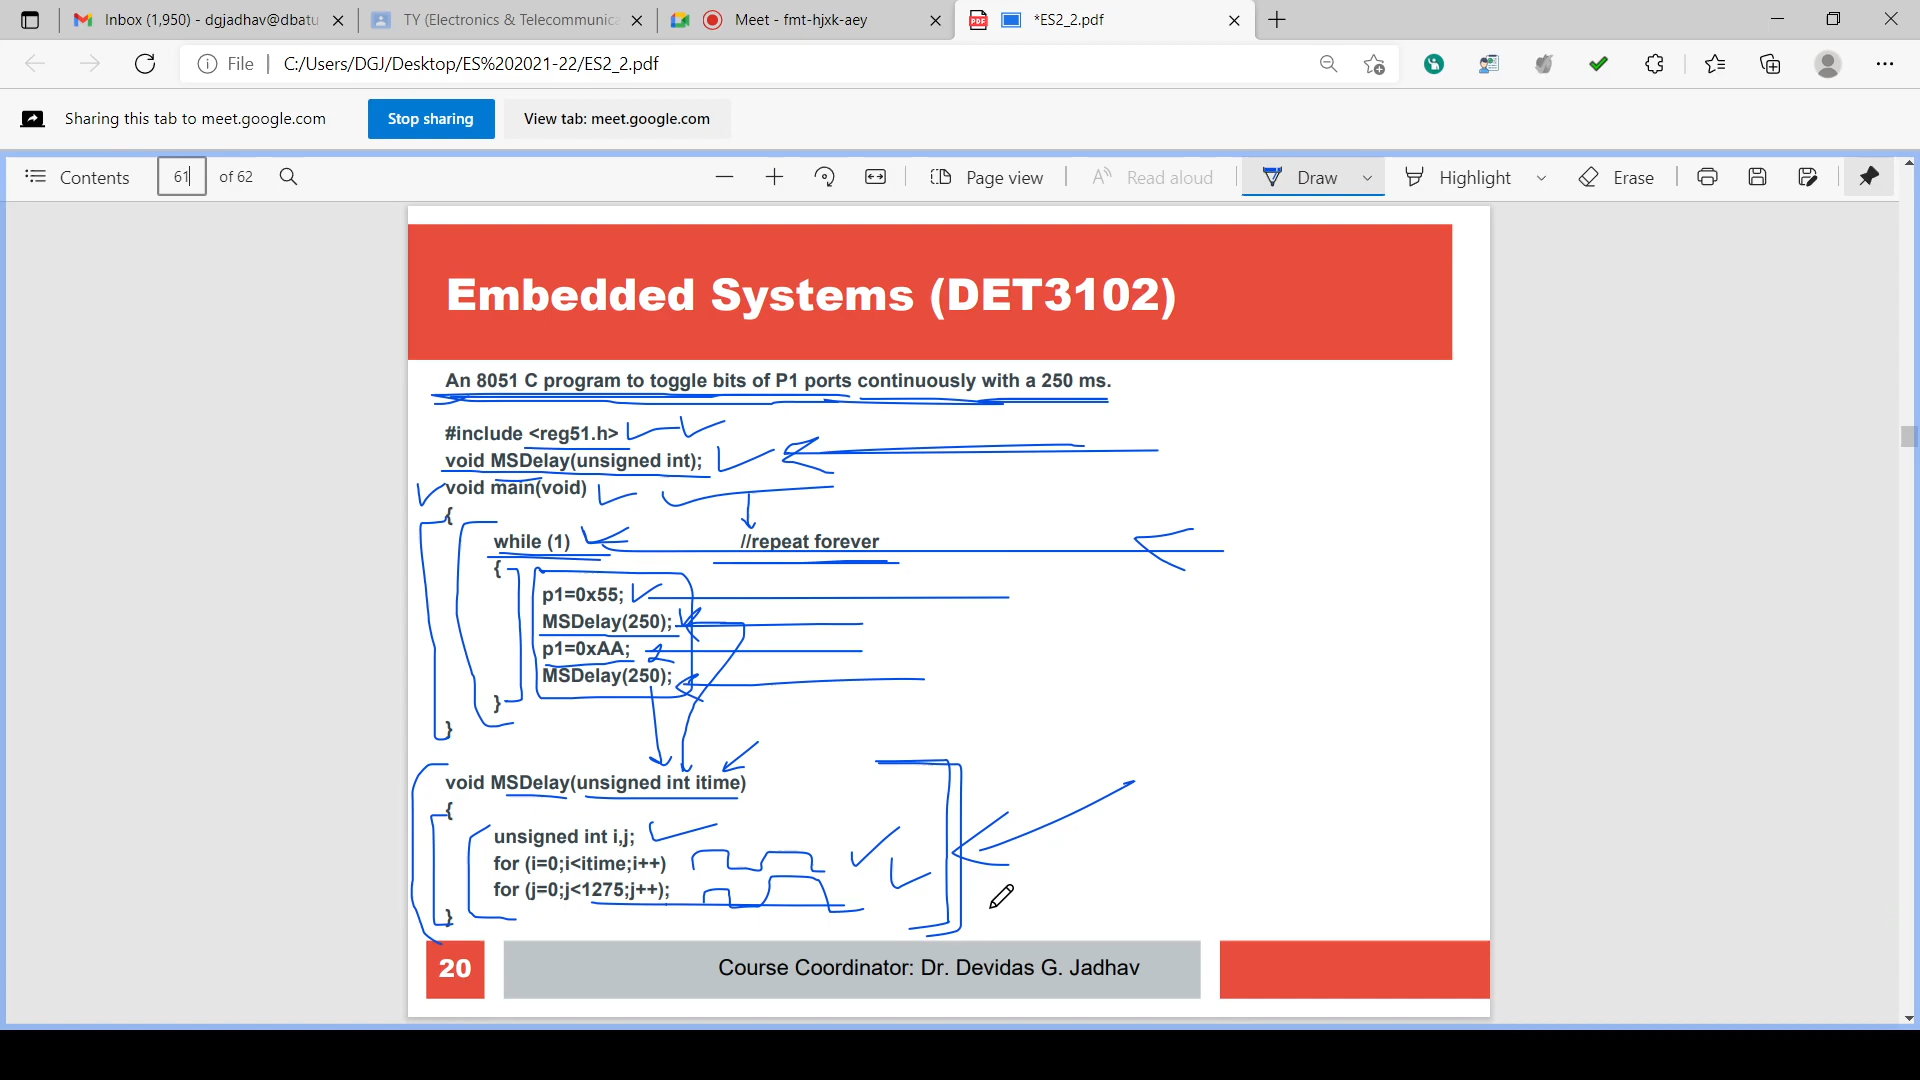 Inbox (1,950) - dgjadhav@dbatu
TY (Electronics & Telecommunica
Meet - fmt-hjxk-aey
*ES2_2.pdf
File
C:/Users/DGJ/Desktop/ES%202021-22/ES2_2.pdf
Sharing this tab to meet.google.com
Stop sharing
View tab: meet.google.com
Contents
61 of 62
Page view
Read aloud
Draw
Highlight
Erase
Embedded Systems (DET3102)
An 8051 C program to toggle bits of P1 ports continuously with a 250 ms.
#include <reg51.h>
void MSDelay(unsigned int);
void main(void)
{
while (1) //repeat forever
{
p1=0x55;
MSDelay(250);
p1=0xAA;
MSDelay(250);
}
}
void MSDelay(unsigned int itime)
{
unsigned int i,j;
for (i=0;i<itime;i++)
for (j=0;j<1275;j++);
}
20
Course Coordinator: Dr. Devidas G. Jadhav